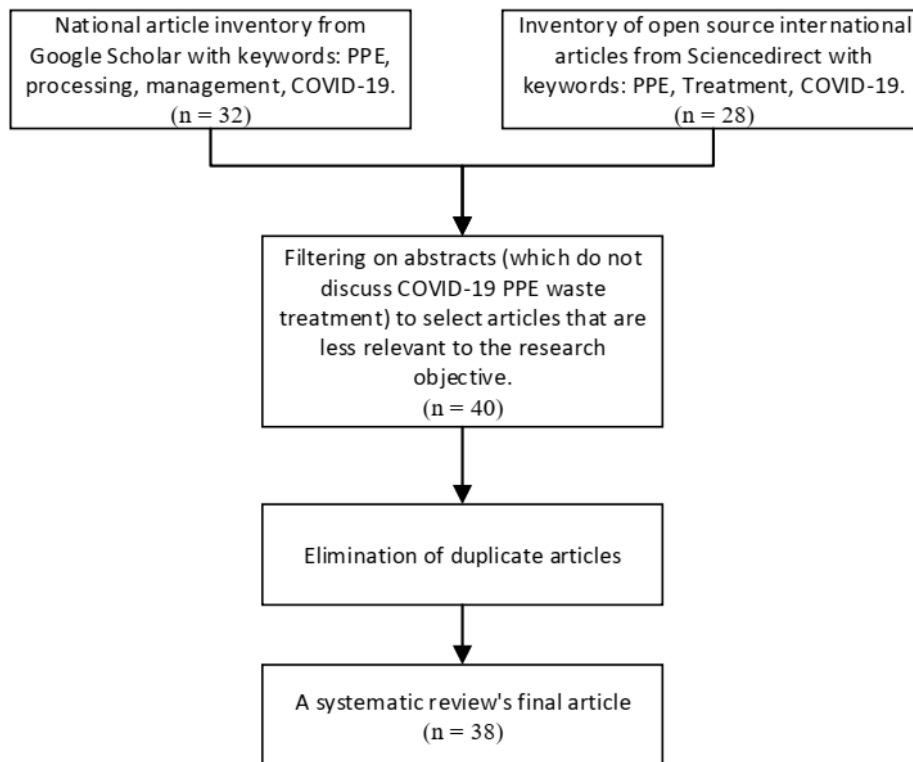 National article inventory from
Google Scholar with keywords: PPE,
processing, management, COVID-19.
(n = 32)
Inventory of open source international
articles from Sciencedirect with
keywords: PPE, Treatment, COVID-19.
(n = 28)
Filtering on abstracts (which do not
discuss COVID-19 PPE waste
treatment) to select articles that are
less relevant to the research
objective.
(n = 40)
Elimination of duplicate articles
A systematic review's final article
(n = 38)